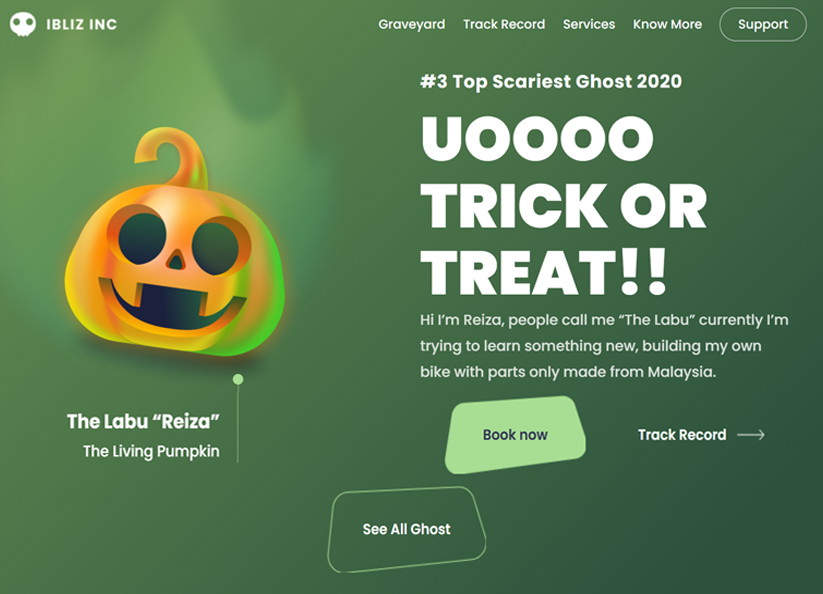 IBLIZ INC
Graveyard Track Record Services Know More Support
#3 Top Scariest Ghost 2020
UOOOO
TRICK OR
TREAT!!
Hi I’m Reiza, people call me “The Labu” currently I’m
trying to learn something new, building my own
bike with parts only made from Malaysia.
The Labu “Reiza”
The Living Pumpkin
Book now
Track Record
See All Ghost